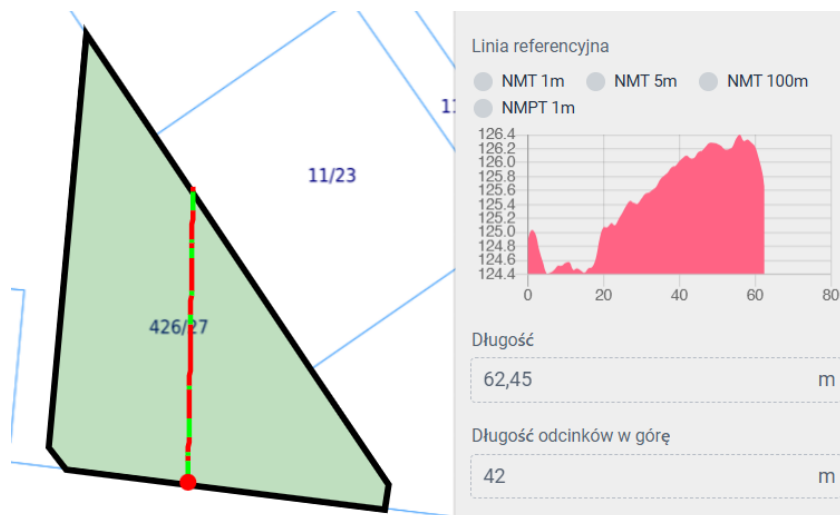 11/23
426/27
Linia referencyjna
NMT 1m NMT 5m NMT 100m
NMPT 1m
126.4
126.2
126.0
125.8
125.6
125.4
125.2
125.0
124.8
124.6
124.4
0 20 40 60 80
Długość
62,45 m
Długość odcinków w górę
42 m